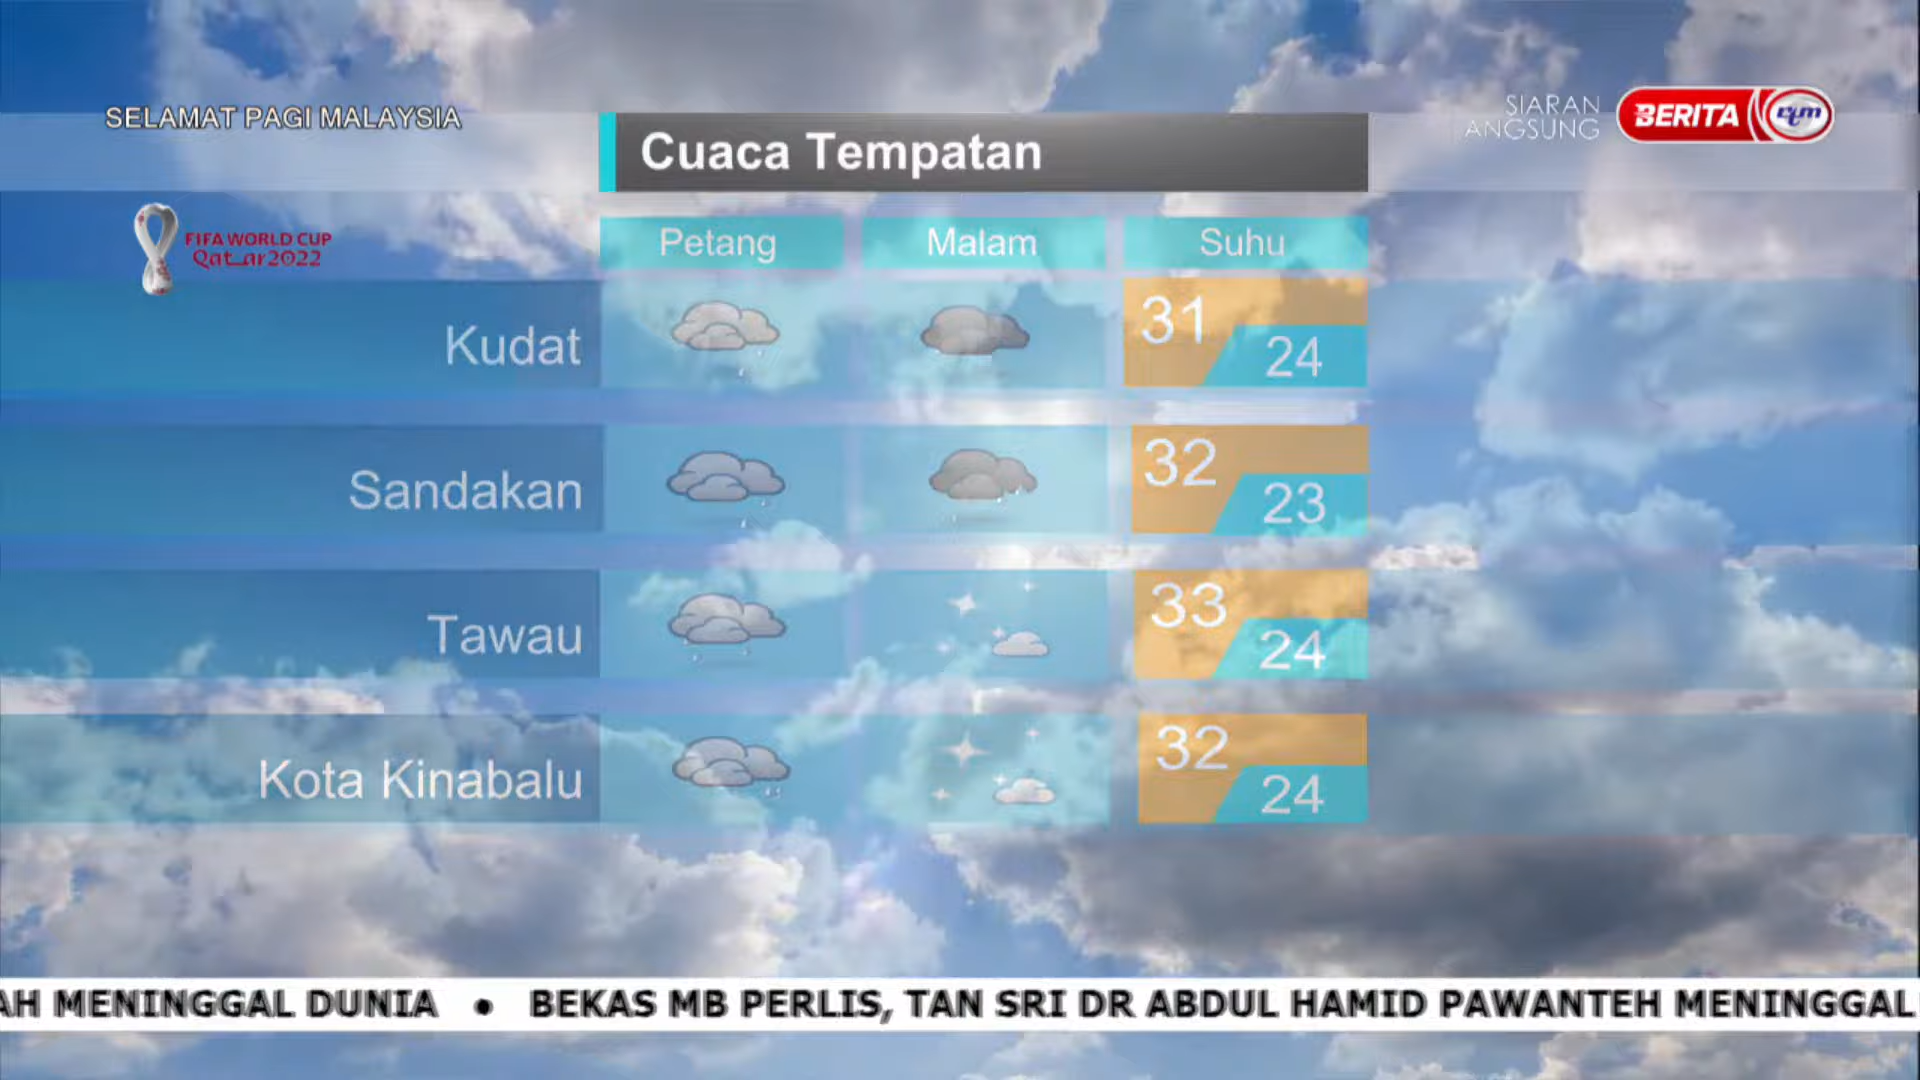 SELAMAT PAGI MALAYSIA
SIARAN
ANGSUNG
BERITA rtm
Cuaca Tempatan
FIFA WORLD CUP
Qatar2022
Petang Malam Suhu
Kudat 31 24
Sandakan 32 23
Tawau 33 24
Kota Kinabalu 32 24
AH MENINGGAL DUNIA • BEKAS MB PERLIS, TAN SRI DR ABDUL HAMID PAWANTEH MENINGGAL